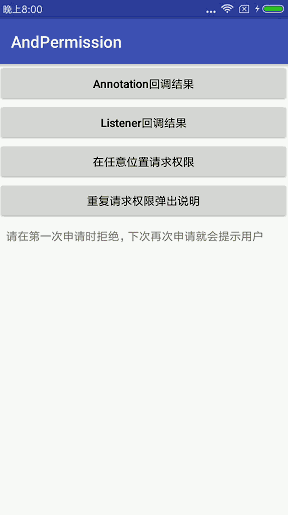 晚上8:00
AndPermission
Annotation回调结果
Listener回调结果
在任意位置请求权限
重复请求权限弹出说明
请在第一次申请时拒绝，下次再次申请就会提示用户